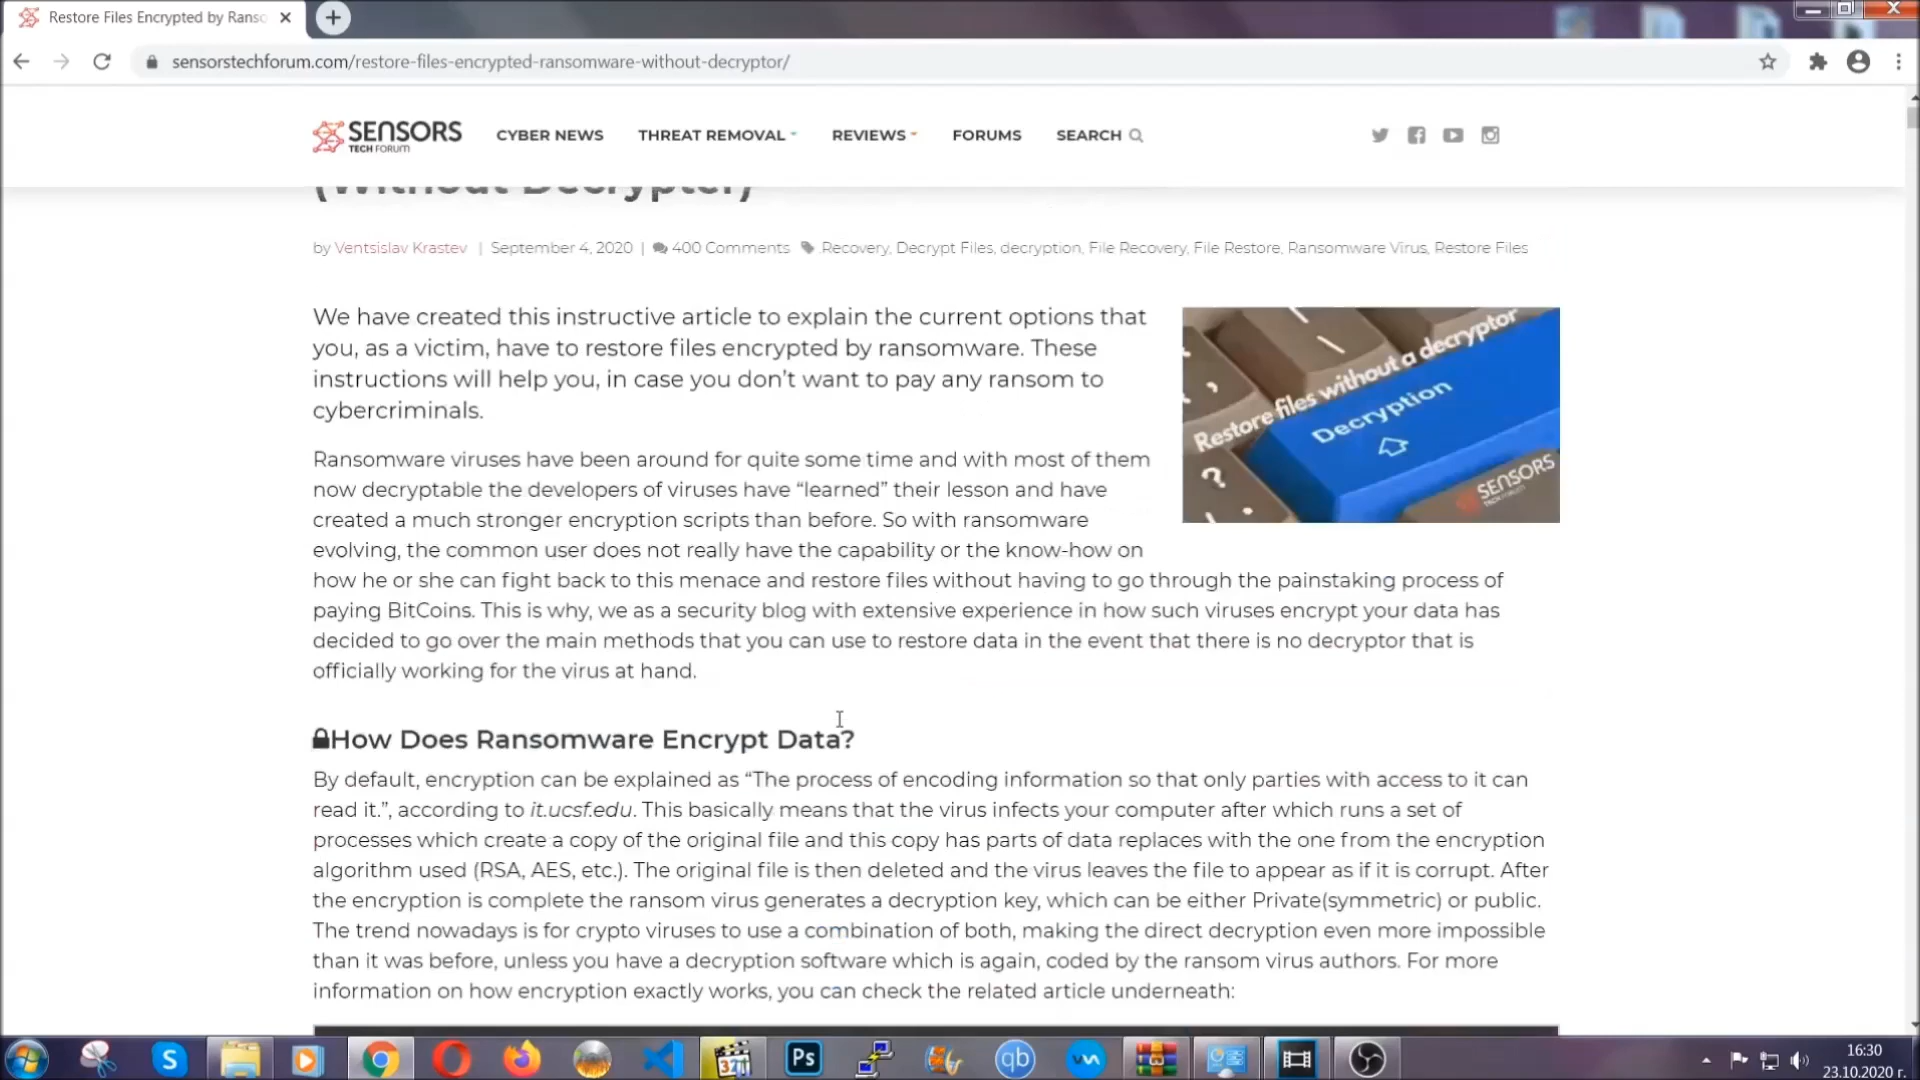 Restore Files Encrypted by Ranso
sensorstechforum.com/restore-files-encrypted-ransomware-without-decryptor/
SENSORS
TECH FORUM
CYBER NEWS
THREAT REMOVAL
REVIEWS
FORUMS
SEARCH
(Without Decrypter)
by Ventsislav Krastev | September 4, 2020 | 400 Comments Recovery, Decrypt Files, decryption, File Recovery, File Restore, Ransomware Virus, Restore Files
We have created this instructive article to explain the current options that
you, as a victim, have to restore files encrypted by ransomware. These
instructions will help you, in case you don’t want to pay any ransom to
cybercriminals.
Restore files without a decryptor
Decryption
SENSORS
Ransomware viruses have been around for quite some time and with most of them
now decryptable the developers of viruses have “learned” their lesson and have
created a much stronger encryption scripts than before. So with ransomware
evolving, the common user does not really have the capability or the know-how on
how he or she can fight back to this menace and restore files without having to go through the painstaking process of
paying BitCoins. This is why, we as a security blog with extensive experience in how such viruses encrypt your data has
decided to go over the main methods that you can use to restore data in the event that there is no decryptor that is
officially working for the virus at hand.
How Does Ransomware Encrypt Data?
By default, encryption can be explained as “The process of encoding information so that only parties with access to it can
read it.”, according to it.ucsf.edu. This basically means that the virus infects your computer after which runs a set of
processes which create a copy of the original file and this copy has parts of data replaces with the one from the encryption
algorithm used (RSA, AES, etc.). The original file is then deleted and the virus leaves the file to appear as if it is corrupt. After
the encryption is complete the ransom virus generates a decryption key, which can be either Private(symmetric) or public.
The trend nowadays is for crypto viruses to use a combination of both, making the direct decryption even more impossible
than it was before, unless you have a decryption software which is again, coded by the ransom virus authors. For more
information on how encryption exactly works, you can check the related article underneath:
Ps
qb
16:30
23.10.2020 г.